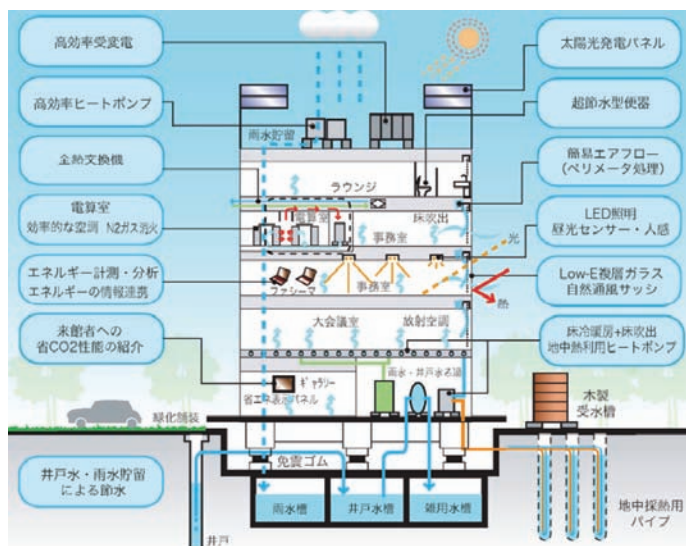 高効率受変電
高効率ヒートポンプ
全熱交換機
電算室
効率的な空調 N2ガス消火
エネルギー計測・分析
エネルギーの情報連携
来館者への
省CO2性能の紹介
井戸水・雨水貯留
による節水
太陽光発電パネル
超節水型便器
簡易エアフロー
(ペリメータ処理)
LED照明
昼光センサー・人感
Low-E複層ガラス
自然通風サッシ
床冷暖房+床吹出
地中熱利用ヒートポンプ
雨水貯留
ラウンジ
電算室
床吹出
事務室
光
ファシーマ
事務室
熱
大会議室
放射空調
雨水・井戸水ろ過
ギャラリー
省エネ表示パネル
木製
受水槽
緑化舗装
免震ゴム
雨水槽
井戸水槽
雑用水槽
井戸
地中採熱用
パイプ